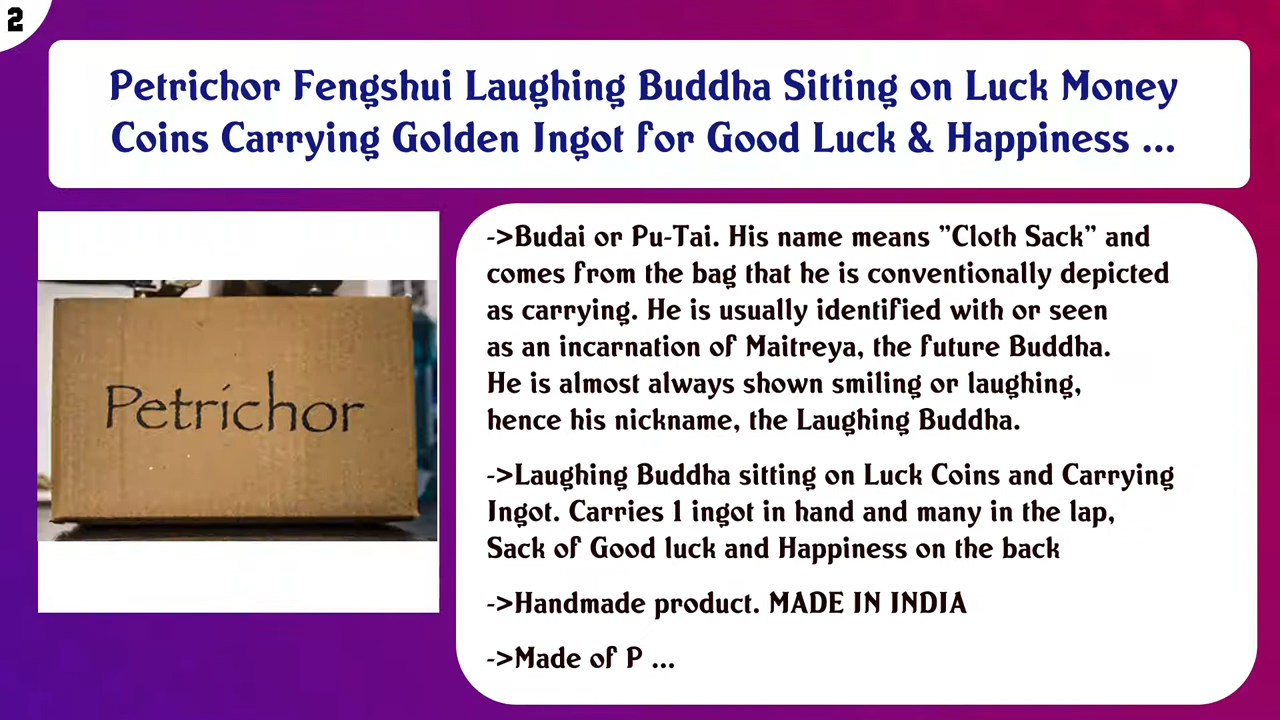 2
Petrichor Fengshui Laughing Buddha Sitting on Luck Money
Coins Carrying Golden Ingot for Good Luck & Happiness ...
Petrichor
->Budai or Pu-Tai. His name means "Cloth Sack" and
comes from the bag that he is conventionally depicted
as carrying. He is usually identified with or seen
as an incarnation of Maitreya, the future Buddha.
He is almost always shown smiling or laughing,
hence his nickname, the Laughing Buddha.
->Laughing Buddha sitting on Luck Coins and Carrying
Ingot. Carries 1 ingot in hand and many in the lap,
Sack of Good luck and Happiness on the back
->Handmade product. MADE IN INDIA
->Made of P ...